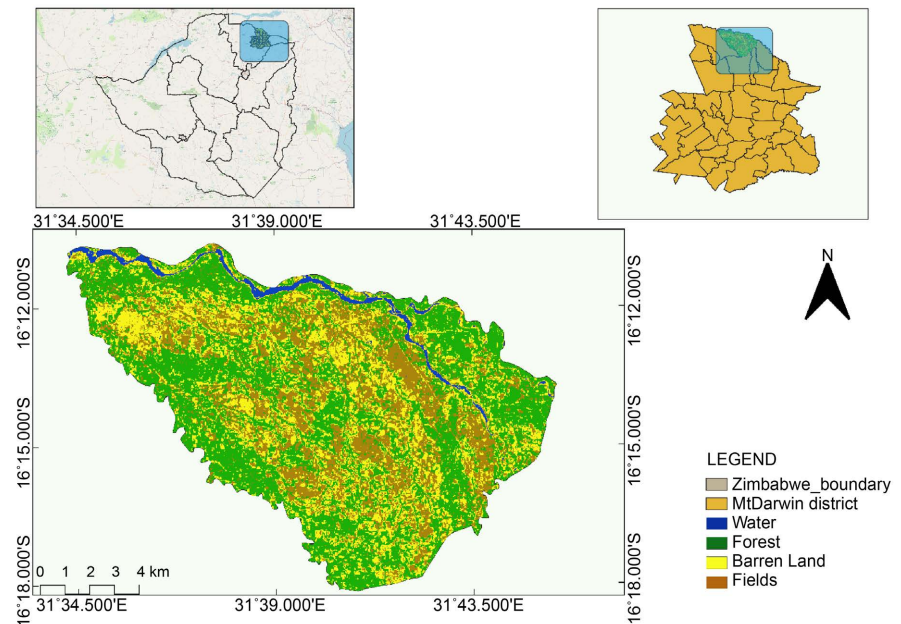 31°34.500'E 31°39.000'E 31°43.500'E
16°12.000'S 16°12.000'S
N
16°15.000'S 16°15.000'S
16°18.000'S 16°18.000'S
0 1 2 3 4 km
31°34.500'E 31°39.000'E 31°43.500'E
LEGEND
Zimbabwe_boundary
MtDarwin district
Water
Forest
Barren Land
Fields